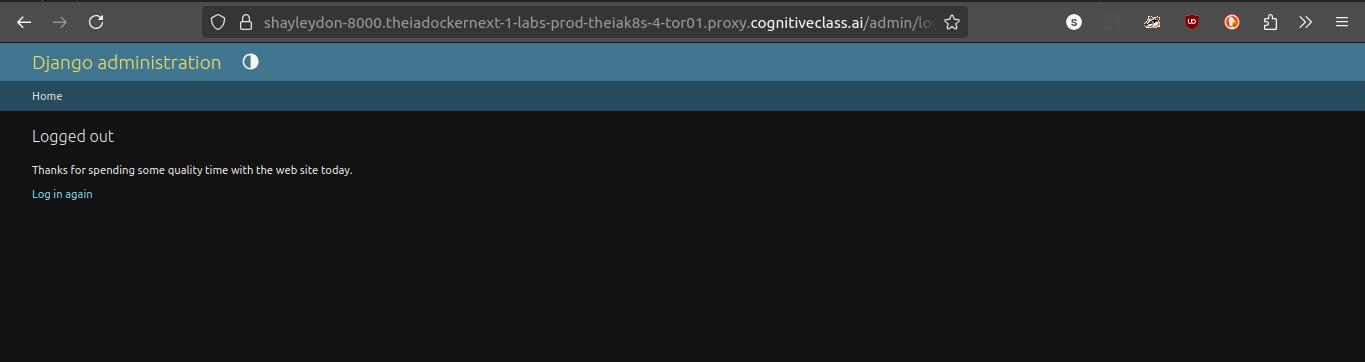 shayleydon-8000.theiadockernext-1-labs-prod-theiak8s-4-tor01.proxy.cognitiveclass.ai/admin/lo
S
Django administration
Home
Logged out
Thanks for spending some quality time with the web site today.
Log in again